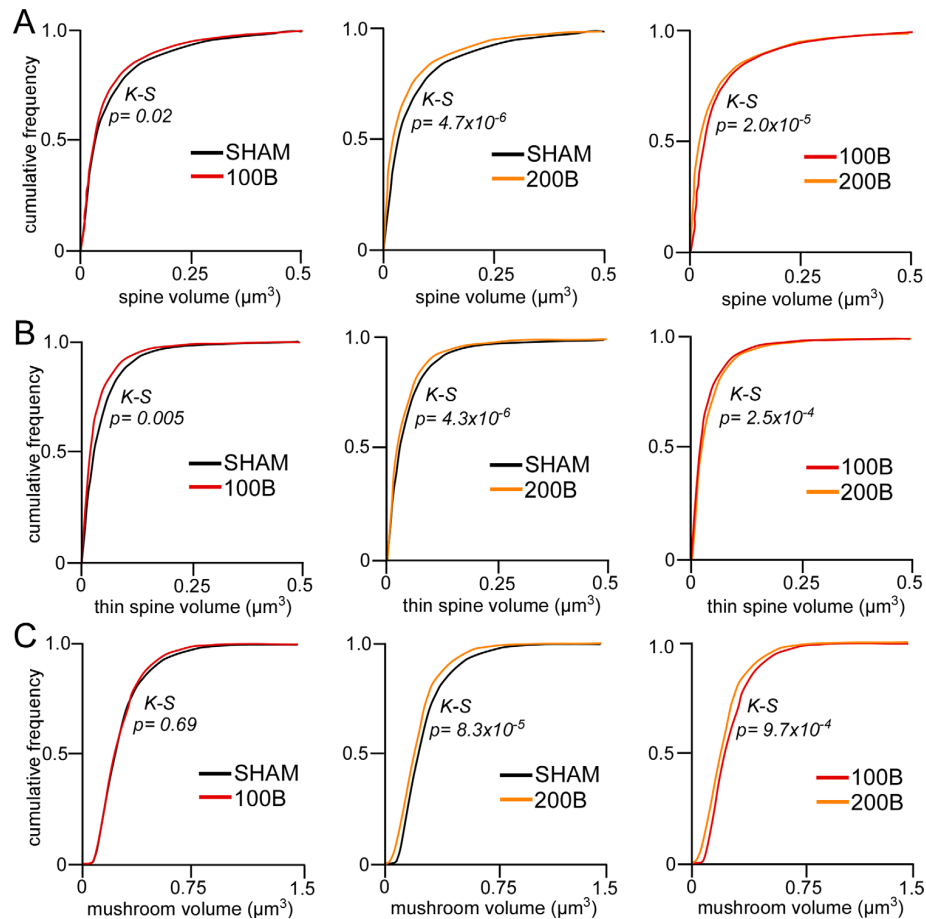 A
cumulative frequency
1.0
0.5
0
K-S
p= 0.02
SHAM
100B
0
0.25
0.5
spine volume (µm³)
1.0
0.5
0
K-S
p= 4.7x10⁻⁶
SHAM
200B
0
0.25
0.5
spine volume (µm³)
1.0
0.5
0
K-S
p= 2.0x10⁻⁵
100B
200B
0
0.25
0.5
spine volume (µm³)
B
cumulative frequency
1.0
0.5
0
K-S
p= 0.005
SHAM
100B
0
0.25
0.5
thin spine volume (µm³)
1.0
0.5
0
K-S
p= 4.3x10⁻⁶
SHAM
200B
0
0.25
0.5
thin spine volume (µm³)
1.0
0.5
0
K-S
p= 2.5x10⁻⁴
100B
200B
0
0.25
0.5
thin spine volume (µm³)
C
cumulative frequency
1.0
0.5
0
K-S
p= 0.69
SHAM
100B
0
0.75
1.5
mushroom volume (µm³)
1.0
0.5
0
K-S
p= 8.3x10⁻⁵
SHAM
200B
0
0.75
1.5
mushroom volume (µm³)
1.0
0.5
0
K-S
p= 9.7x10⁻⁴
100B
200B
0
0.75
1.5
mushroom volume (µm³)